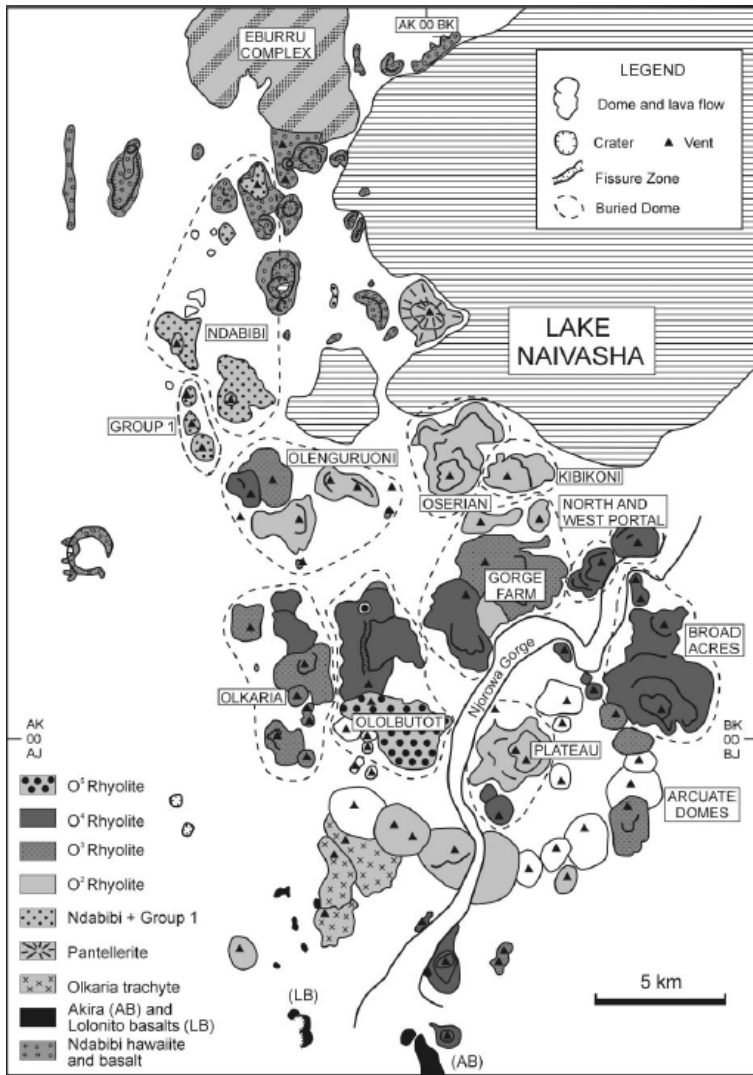 EBURRU
COMPLEX
AK 00 BK
LEGEND
Dome and lava flow
Crater
Vent
Fissure Zone
Buried Dome
LAKE
NAIVASHA
NDABIBI
GROUP 1
OLENGURUONI
OSERIAN
KIBIKONI
NORTH AND
WEST PORTAL
GORGE
FARM
Njorowa Gorge
BROAD
ACRES
OLKARIA
OLOLBUTOT
PLATEAU
ARCUATE
DOMES
AK
00
AJ
BK
00
BJ
O⁵ Rhyolite
O⁴ Rhyolite
O³ Rhyolite
O² Rhyolite
Ndabibi + Group 1
Pantellerite
Olkaria trachyte
Akira (AB) and
Lolonito basalts (LB)
Ndabibi hawaiite
and basalt
(LB)
(AB)
5 km